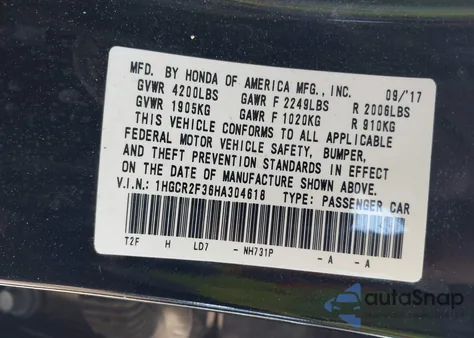 MFD. BY HONDA OF AMERICA MFG., INC. 09/'17
GVWR 4200LBS GAWR F 2249LBS R 2006LBS
GVWR 1905KG GAWR F 1020KG R 910KG
THIS VEHICLE CONFORMS TO ALL APPLICABLE
FEDERAL MOTOR VEHICLE SAFETY, BUMPER,
AND THEFT PREVENTION STANDARDS IN EFFECT
ON THE DATE OF MANUFACTURE SHOWN ABOVE.
V.I.N.: 1HGCR2F36HA304618 TYPE: PASSENGER CAR
T2F H LD7 - NH731P - A - A
autoSnap